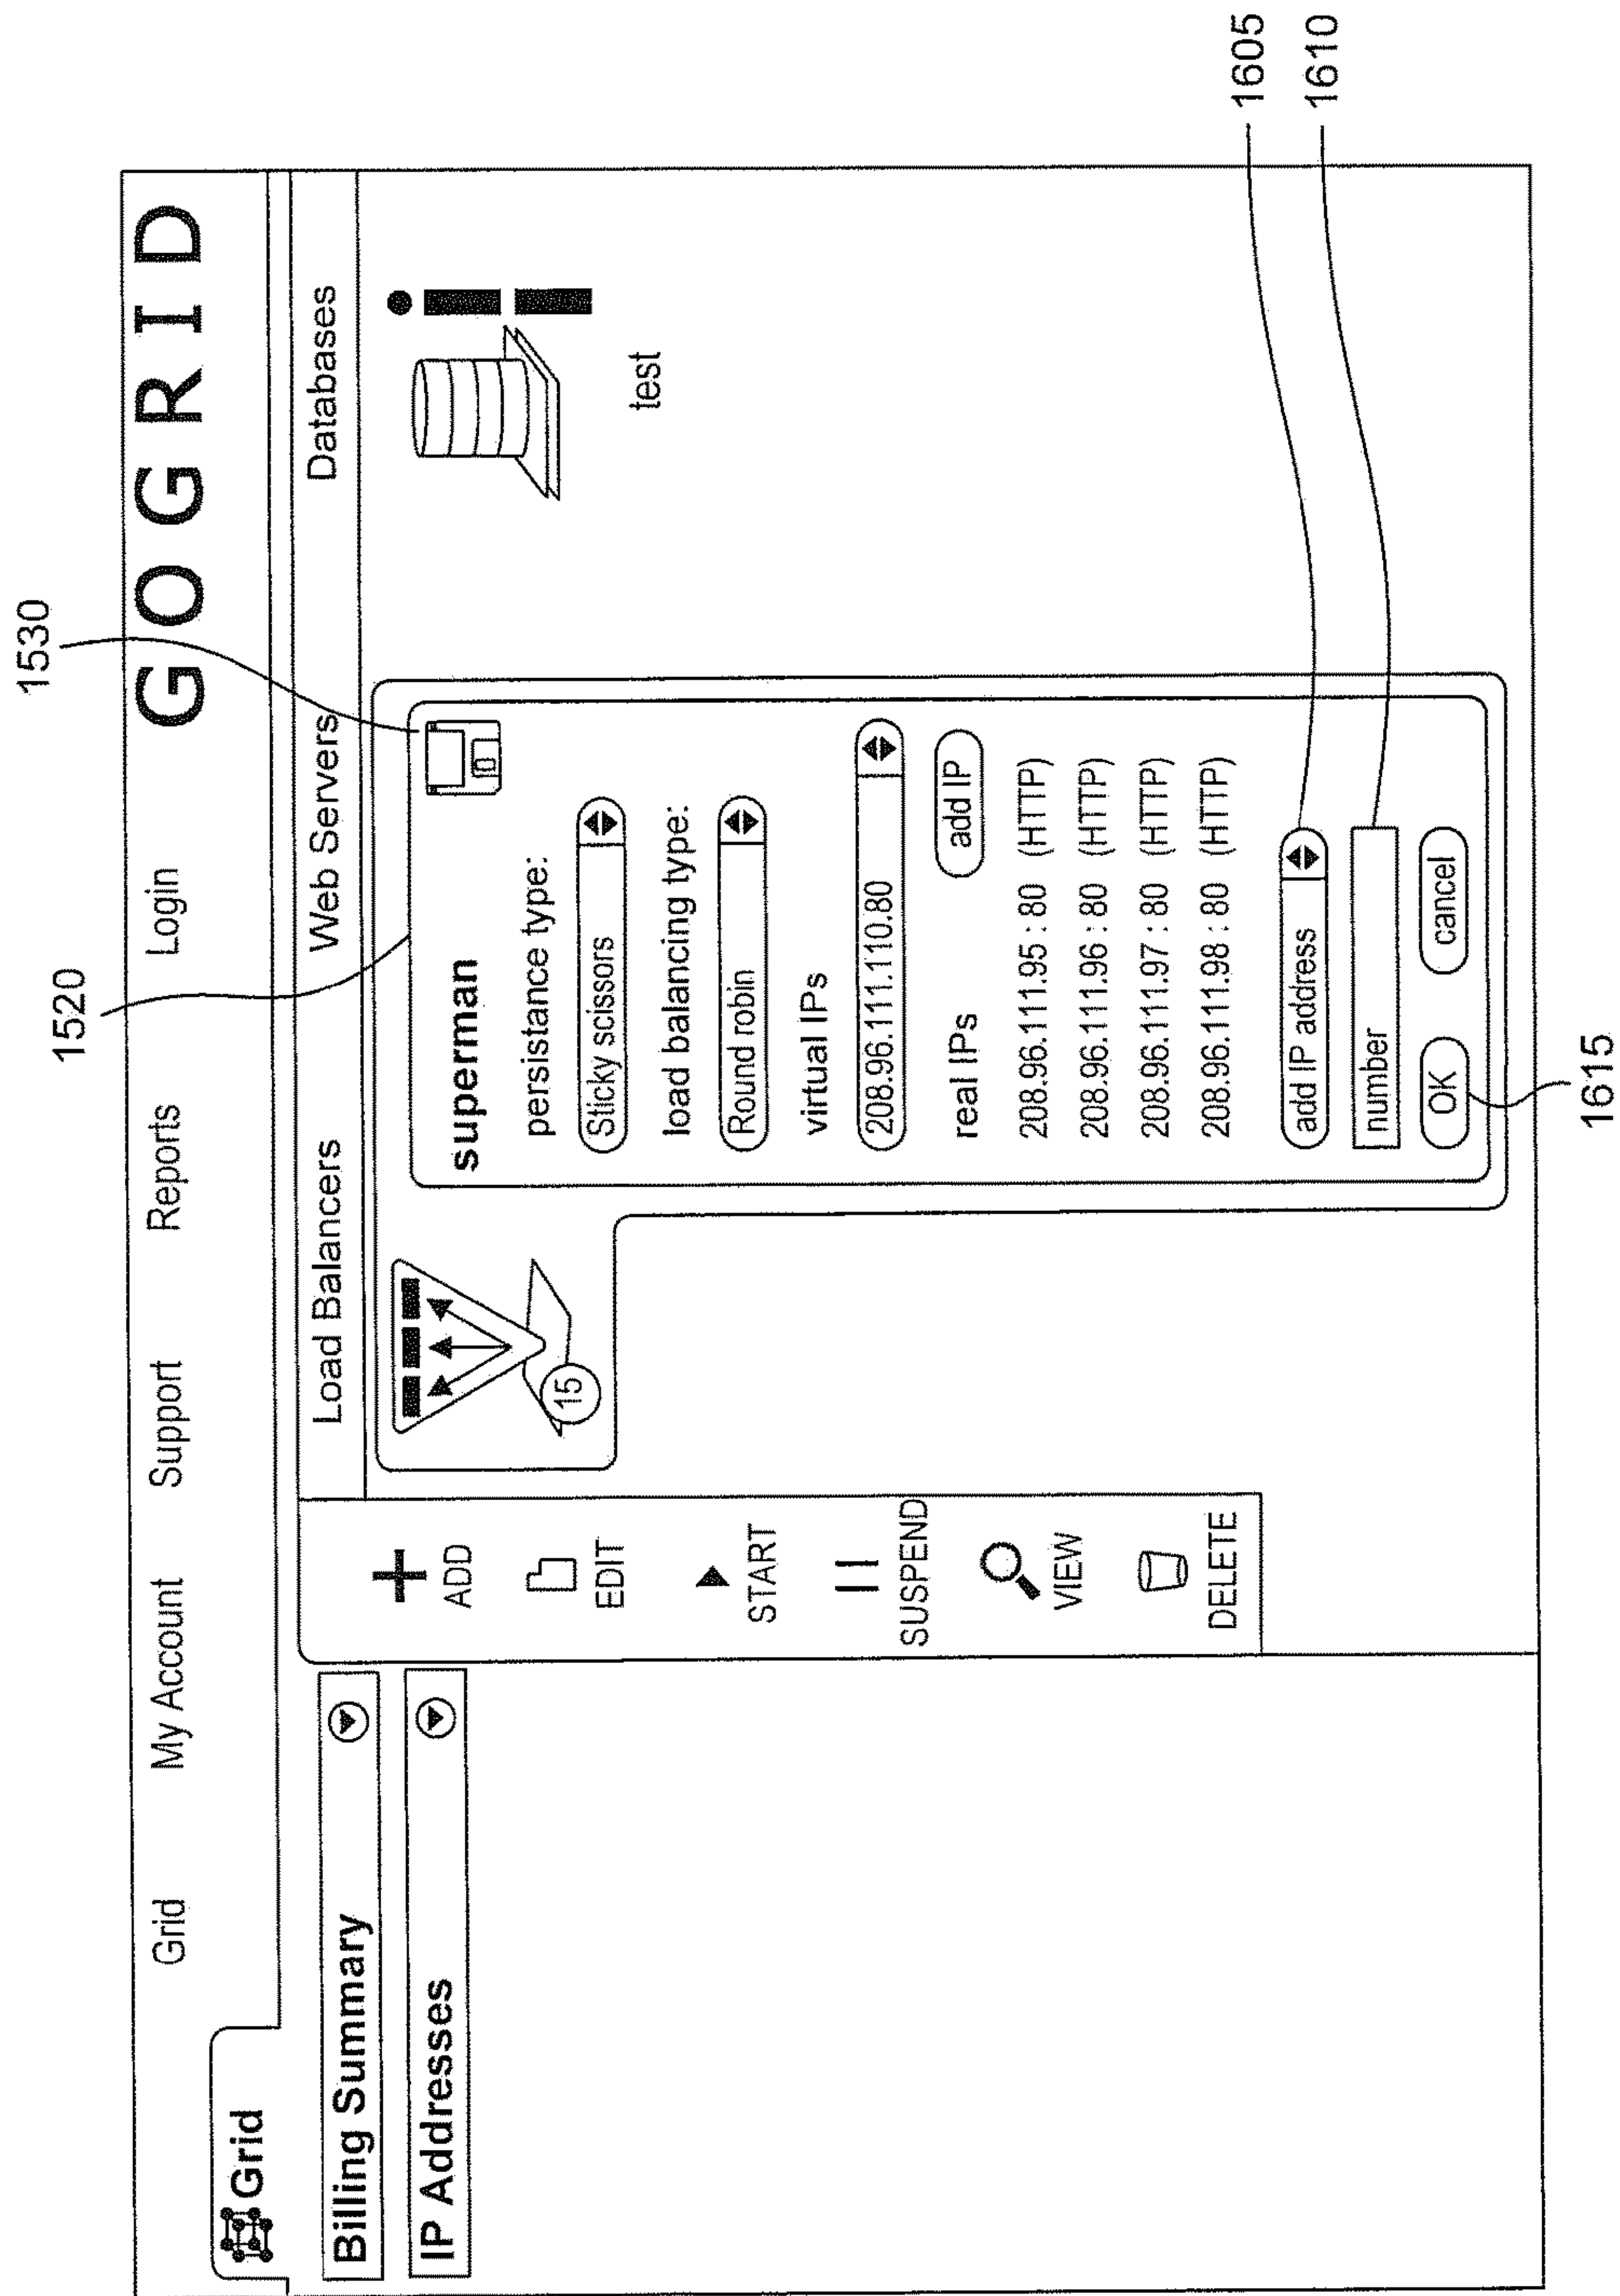 1530
1520
Grid My Account Support Reports Login GOGRID
Grid
Billing Summary
IP Addresses
ADD
EDIT
START
SUSPEND
VIEW
DELETE
Load Balancers Web Servers Databases
15
superman
persistance type:
Sticky scissors
load balancing type:
Round robin
virtual IPs
208.96.111.110.80
real IPs add IP
208.96.111.95 : 80 (HTTP)
208.96.111.96 : 80 (HTTP)
208.96.111.97 : 80 (HTTP)
208.96.111.98 : 80 (HTTP)
add IP address
number
OK cancel
test
1605
1610
1615